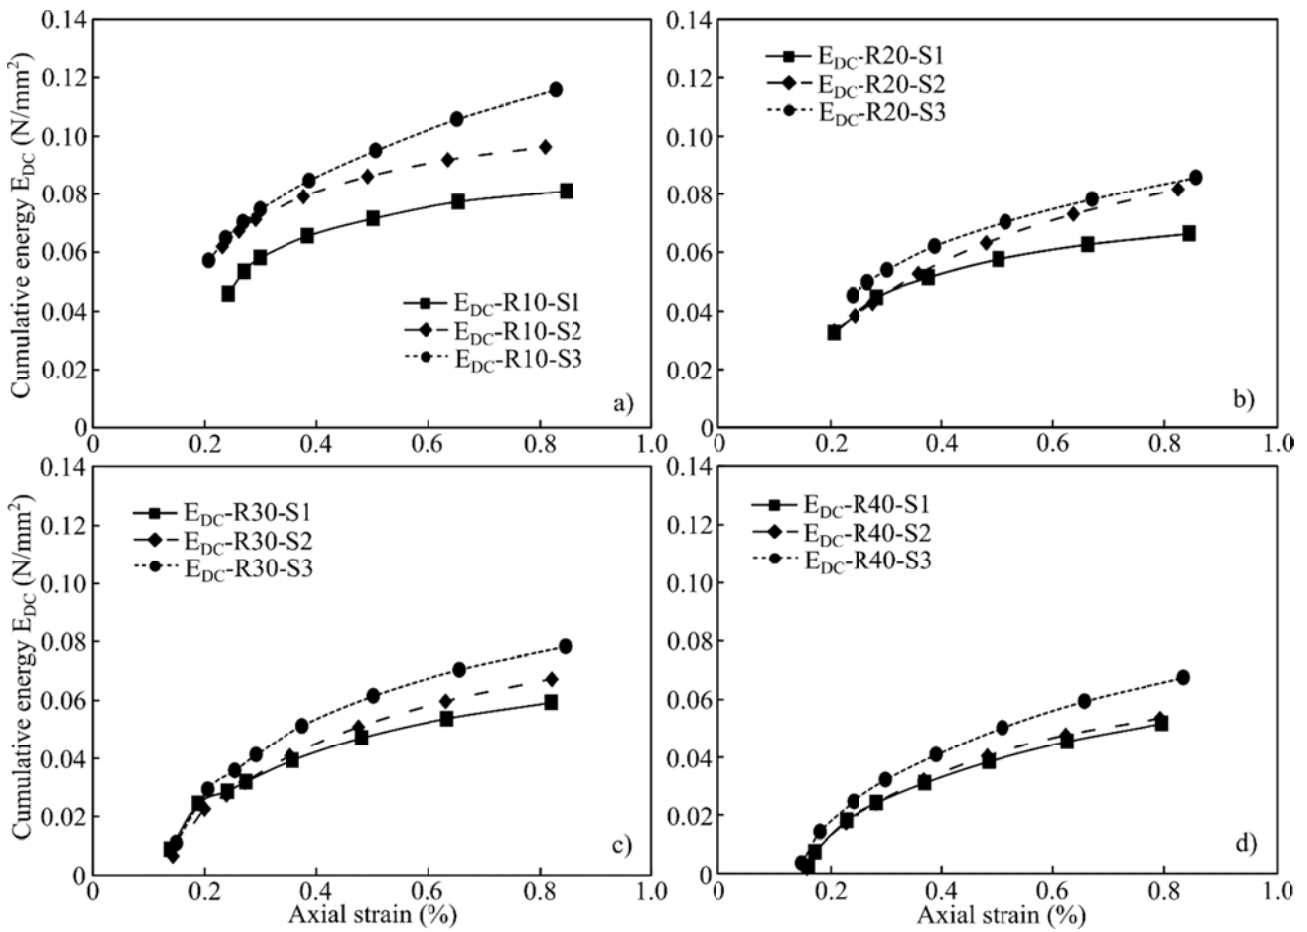 Cumulative energy E_DC (N/mm²)
0.14
0.12
0.10
0.08
0.06
0.04
0.02
0
E_DC-R10-S1
E_DC-R10-S2
E_DC-R10-S3
a)
0 0.2 0.4 0.6 0.8 1.0
0.14
0.12
0.10
0.08
0.06
0.04
0.02
0
E_DC-R20-S1
E_DC-R20-S2
E_DC-R20-S3
b)
0 0.2 0.4 0.6 0.8 1.0
Cumulative energy E_DC (N/mm²)
0.14
0.12
0.10
0.08
0.06
0.04
0.02
0
E_DC-R30-S1
E_DC-R30-S2
E_DC-R30-S3
c)
0 0.2 0.4 0.6 0.8 1.0
Axial strain (%)
0.14
0.12
0.10
0.08
0.06
0.04
0.02
0
E_DC-R40-S1
E_DC-R40-S2
E_DC-R40-S3
d)
0 0.2 0.4 0.6 0.8 1.0
Axial strain (%)